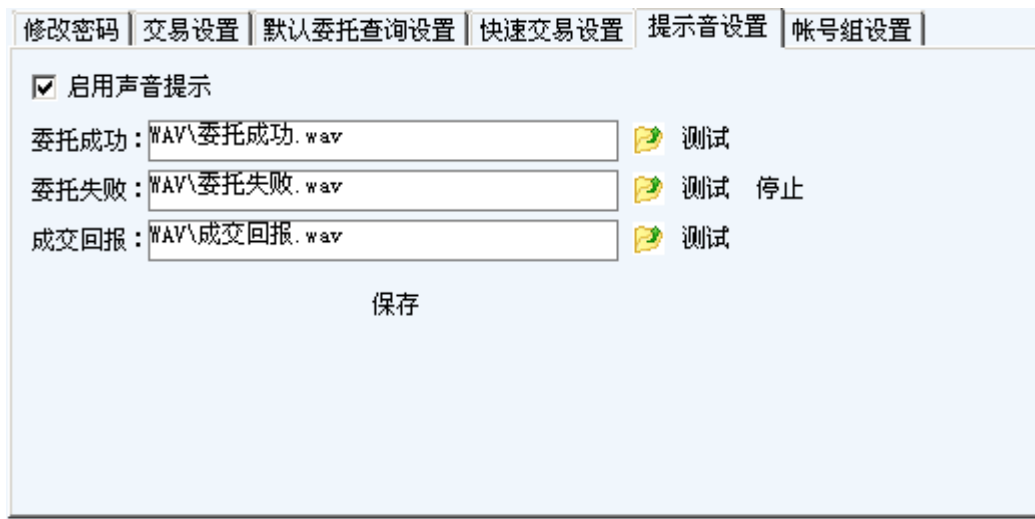 修改密码 交易设置 默认委托查询设置 快速交易设置 提示音设置 帐号组设置
启用声音提示
委托成功：WAV\委托成功.wav 测试
委托失败：WAV\委托失败.wav 测试 停止
成交回报：WAV\成交回报.wav 测试
保存